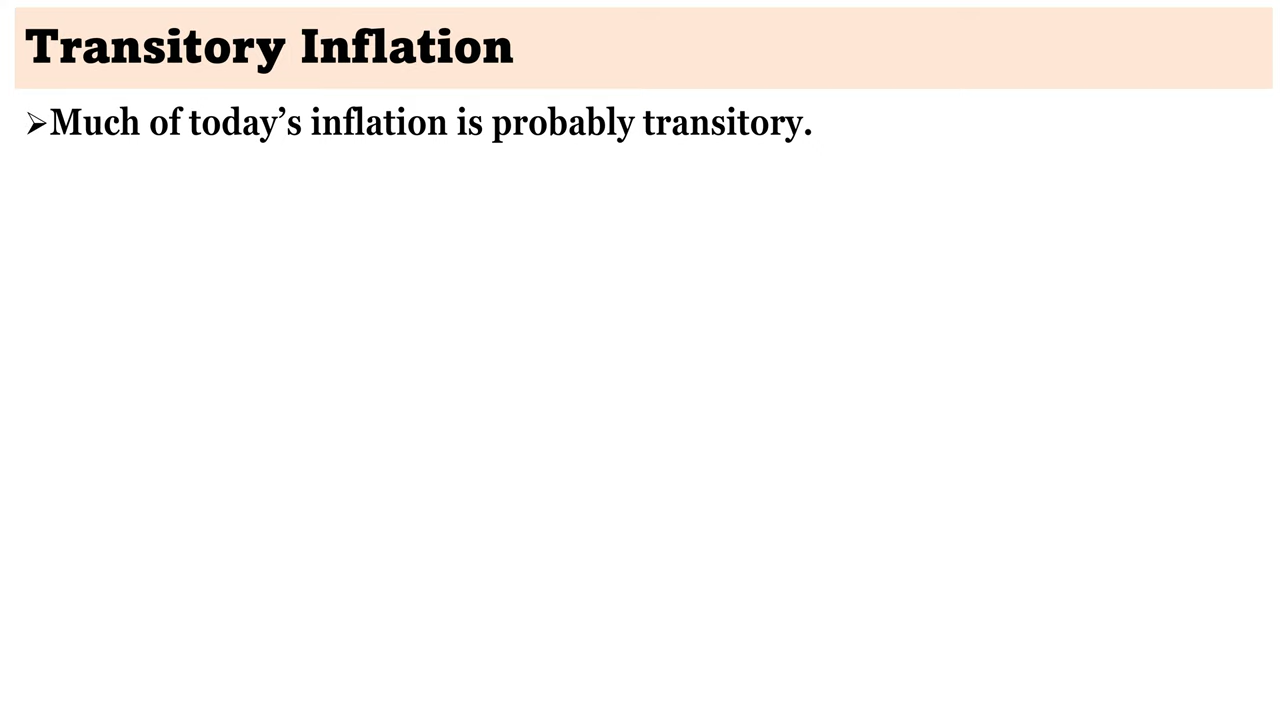 Transitory Inflation
➢Much of today’s inflation is probably transitory.